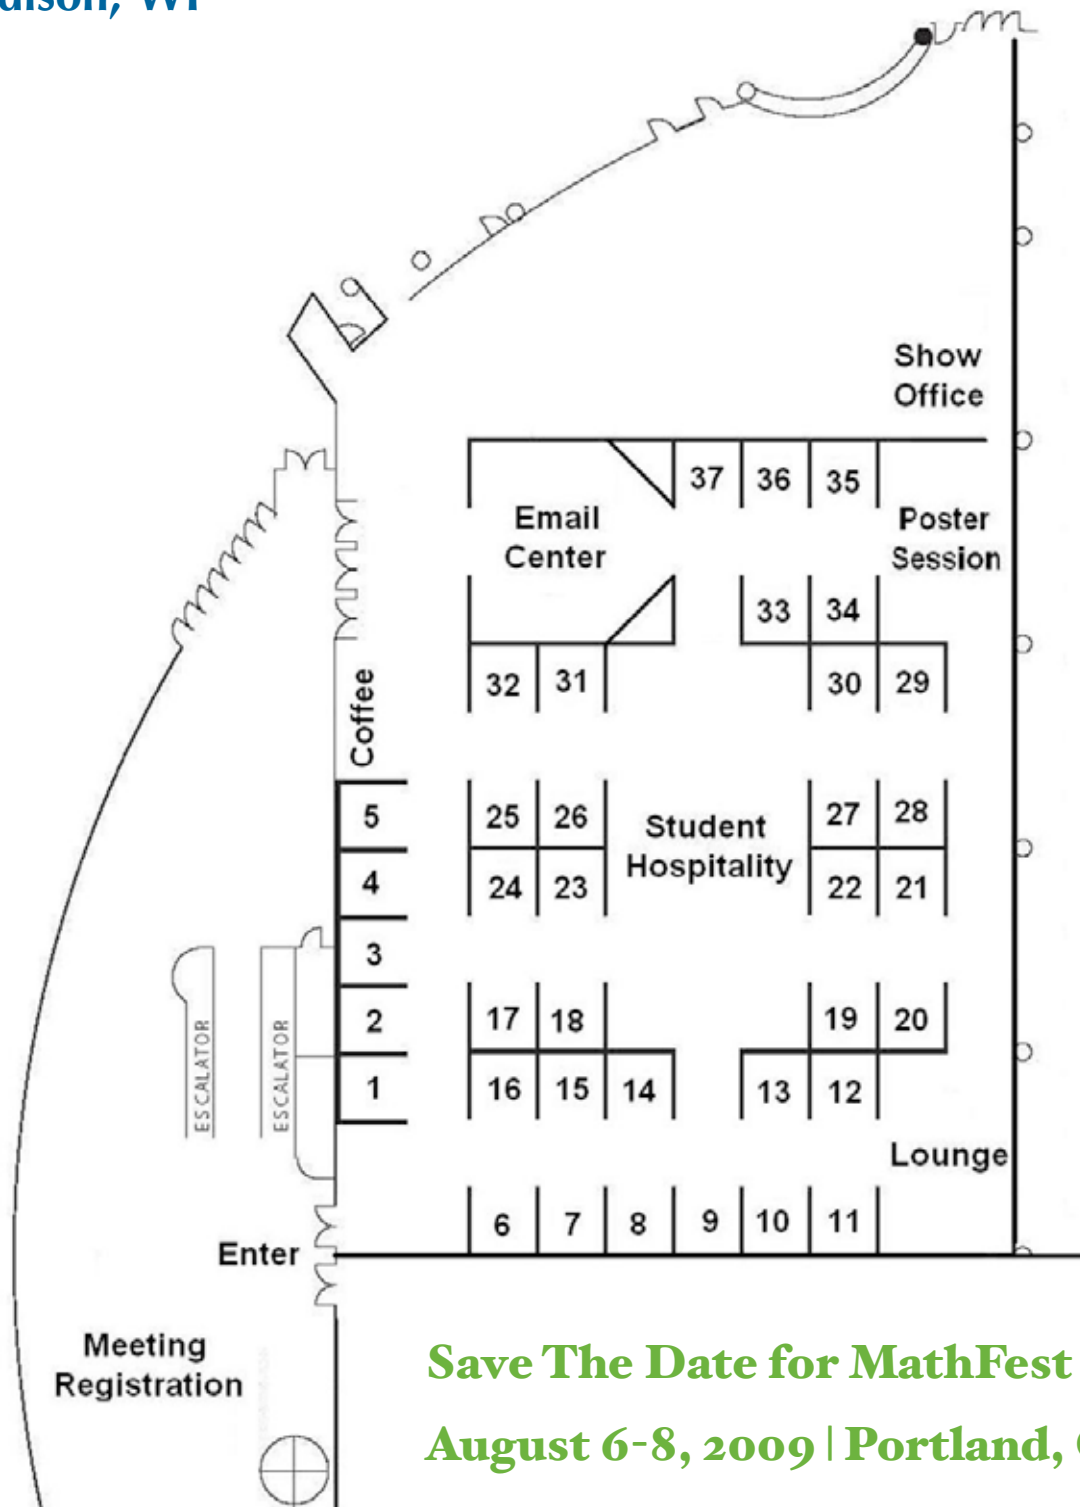 Show
Office
37 36 35
Email
Center
Poster
Session
33 34
32 31 30 29
Coffee
5 25 26 27 28
Student
Hospitality
4 24 23 22 21
3
2 17 18 19 20
ESCALATOR
ESCALATOR
1 16 15 14 13 12
Lounge
6 7 8 9 10 11
Enter
Meeting
Registration
Save The Date for MathFest
August 6-8, 2009 | Portland,